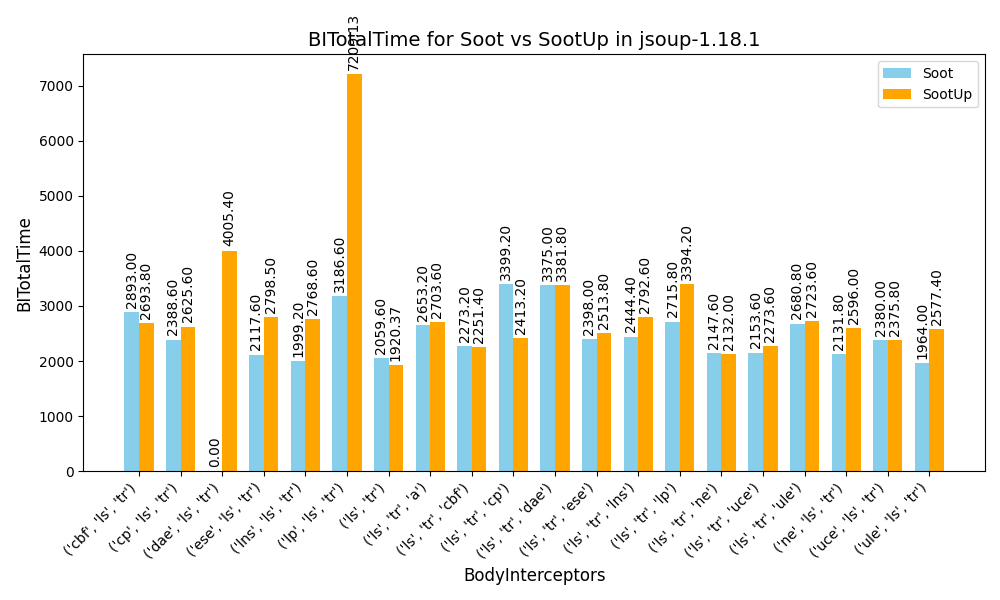 BITotalTime for Soot vs SootUp in jsoup-1.18.1
Soot
SootUp
BITotalTime
7000
6000
5000
4000
3000
2000
1000
0
2893.00
2693.80
2388.60
2625.60
0.00
4005.40
2117.60
2798.50
1999.20
2768.60
3186.60
7209.13
2059.60
1920.37
2653.20
2703.60
2273.20
2251.40
3399.20
2413.20
3375.00
3381.80
2398.00
2513.80
2444.40
2792.60
2715.80
3394.20
2147.60
2132.00
2153.60
2273.60
2680.80
2723.60
2131.80
2596.00
2380.00
2375.80
1964.00
2577.40
('cbf', 'ls', 'tr')
('cp', 'ls', 'tr')
('dae', 'ls', 'tr')
('ese', 'ls', 'tr')
('lns', 'ls', 'tr')
('lp', 'ls', 'tr')
('ls', 'tr')
('ls', 'tr', 'a')
('ls', 'tr', 'cbf')
('ls', 'tr', 'cp')
('ls', 'tr', 'dae')
('ls', 'tr', 'ese')
('ls', 'tr', 'lns')
('ls', 'tr', 'lp')
('ls', 'tr', 'ne')
('ls', 'tr', 'uce')
('ls', 'tr', 'ule')
('ne', 'ls', 'tr')
('uce', 'ls', 'tr')
('ule', 'ls', 'tr')
BodyInterceptors